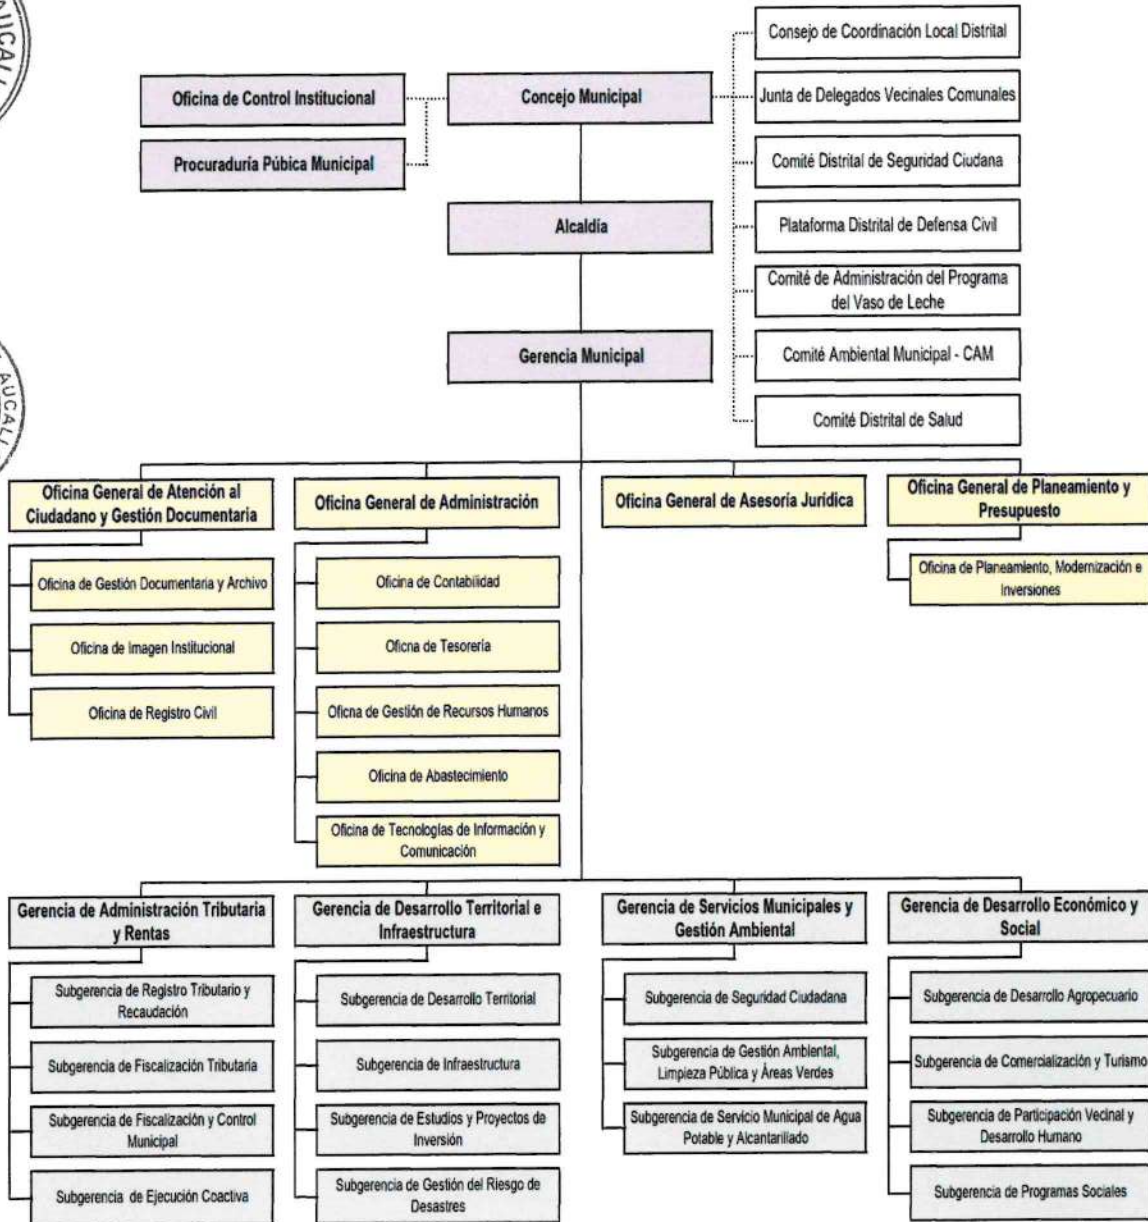 AUCALL
Consejo de Coordinación Local Distrital
Oficina de Control Institucional
Concejo Municipal
Junta de Delegados Vecinales Comunales
Procuraduría Púbica Municipal
Comité Distrital de Seguridad Ciudana
Alcaldía
Plataforma Distrital de Defensa Civil
Comité de Administración del Programa
del Vaso de Leche
Gerencia Municipal
Comité Ambiental Municipal - CAM
AUCALL
Comité Distrital de Salud
Oficina General de Atención al
Ciudadano y Gestión Documentaria
Oficina General de Administración
Oficina General de Asesoría Jurídica
Oficina General de Planeamiento y
Presupuesto
Oficina de Gestión Documentaria y Archivo
Oficina de Imagen Institucional
Oficina de Registro Civil
Oficina de Contabilidad
Oficna de Tesorería
Oficna de Gestión de Recursos Humanos
Oficina de Abastecimiento
Oficina de Tecnologías de Información y
Comunicación
Oficina de Planeamiento, Modernización e
Inversiones
Gerencia de Administración Tributaria
y Rentas
Subgerencia de Registro Tributario y
Recaudación
Subgerencia de Fiscalización Tributaria
Subgerencia de Fiscalización y Control
Municipal
Subgerencia de Ejecución Coactiva
Gerencia de Desarrollo Territorial e
Infraestructura
Subgerencia de Desarrollo Territorial
Subgerencia de Infraestructura
Subgerencia de Estudios y Proyectos de
Inversión
Subgerencia de Gestión del Riesgo de
Desastres
Gerencia de Servicios Municipales y
Gestión Ambiental
Subgerencia de Seguridad Ciudadana
Subgerencia de Gestión Ambiental,
Limpieza Pública y Áreas Verdes
Subgerencia de Servicio Municipal de Agua
Potable y Alcantarillado
Gerencia de Desarrollo Económico y
Social
Subgerencia de Desarrollo Agropecuario
Subgerencia de Comercialización y Turismo
Subgerencia de Participación Vecinal y
Desarrollo Humano
Subgerencia de Programas Sociales